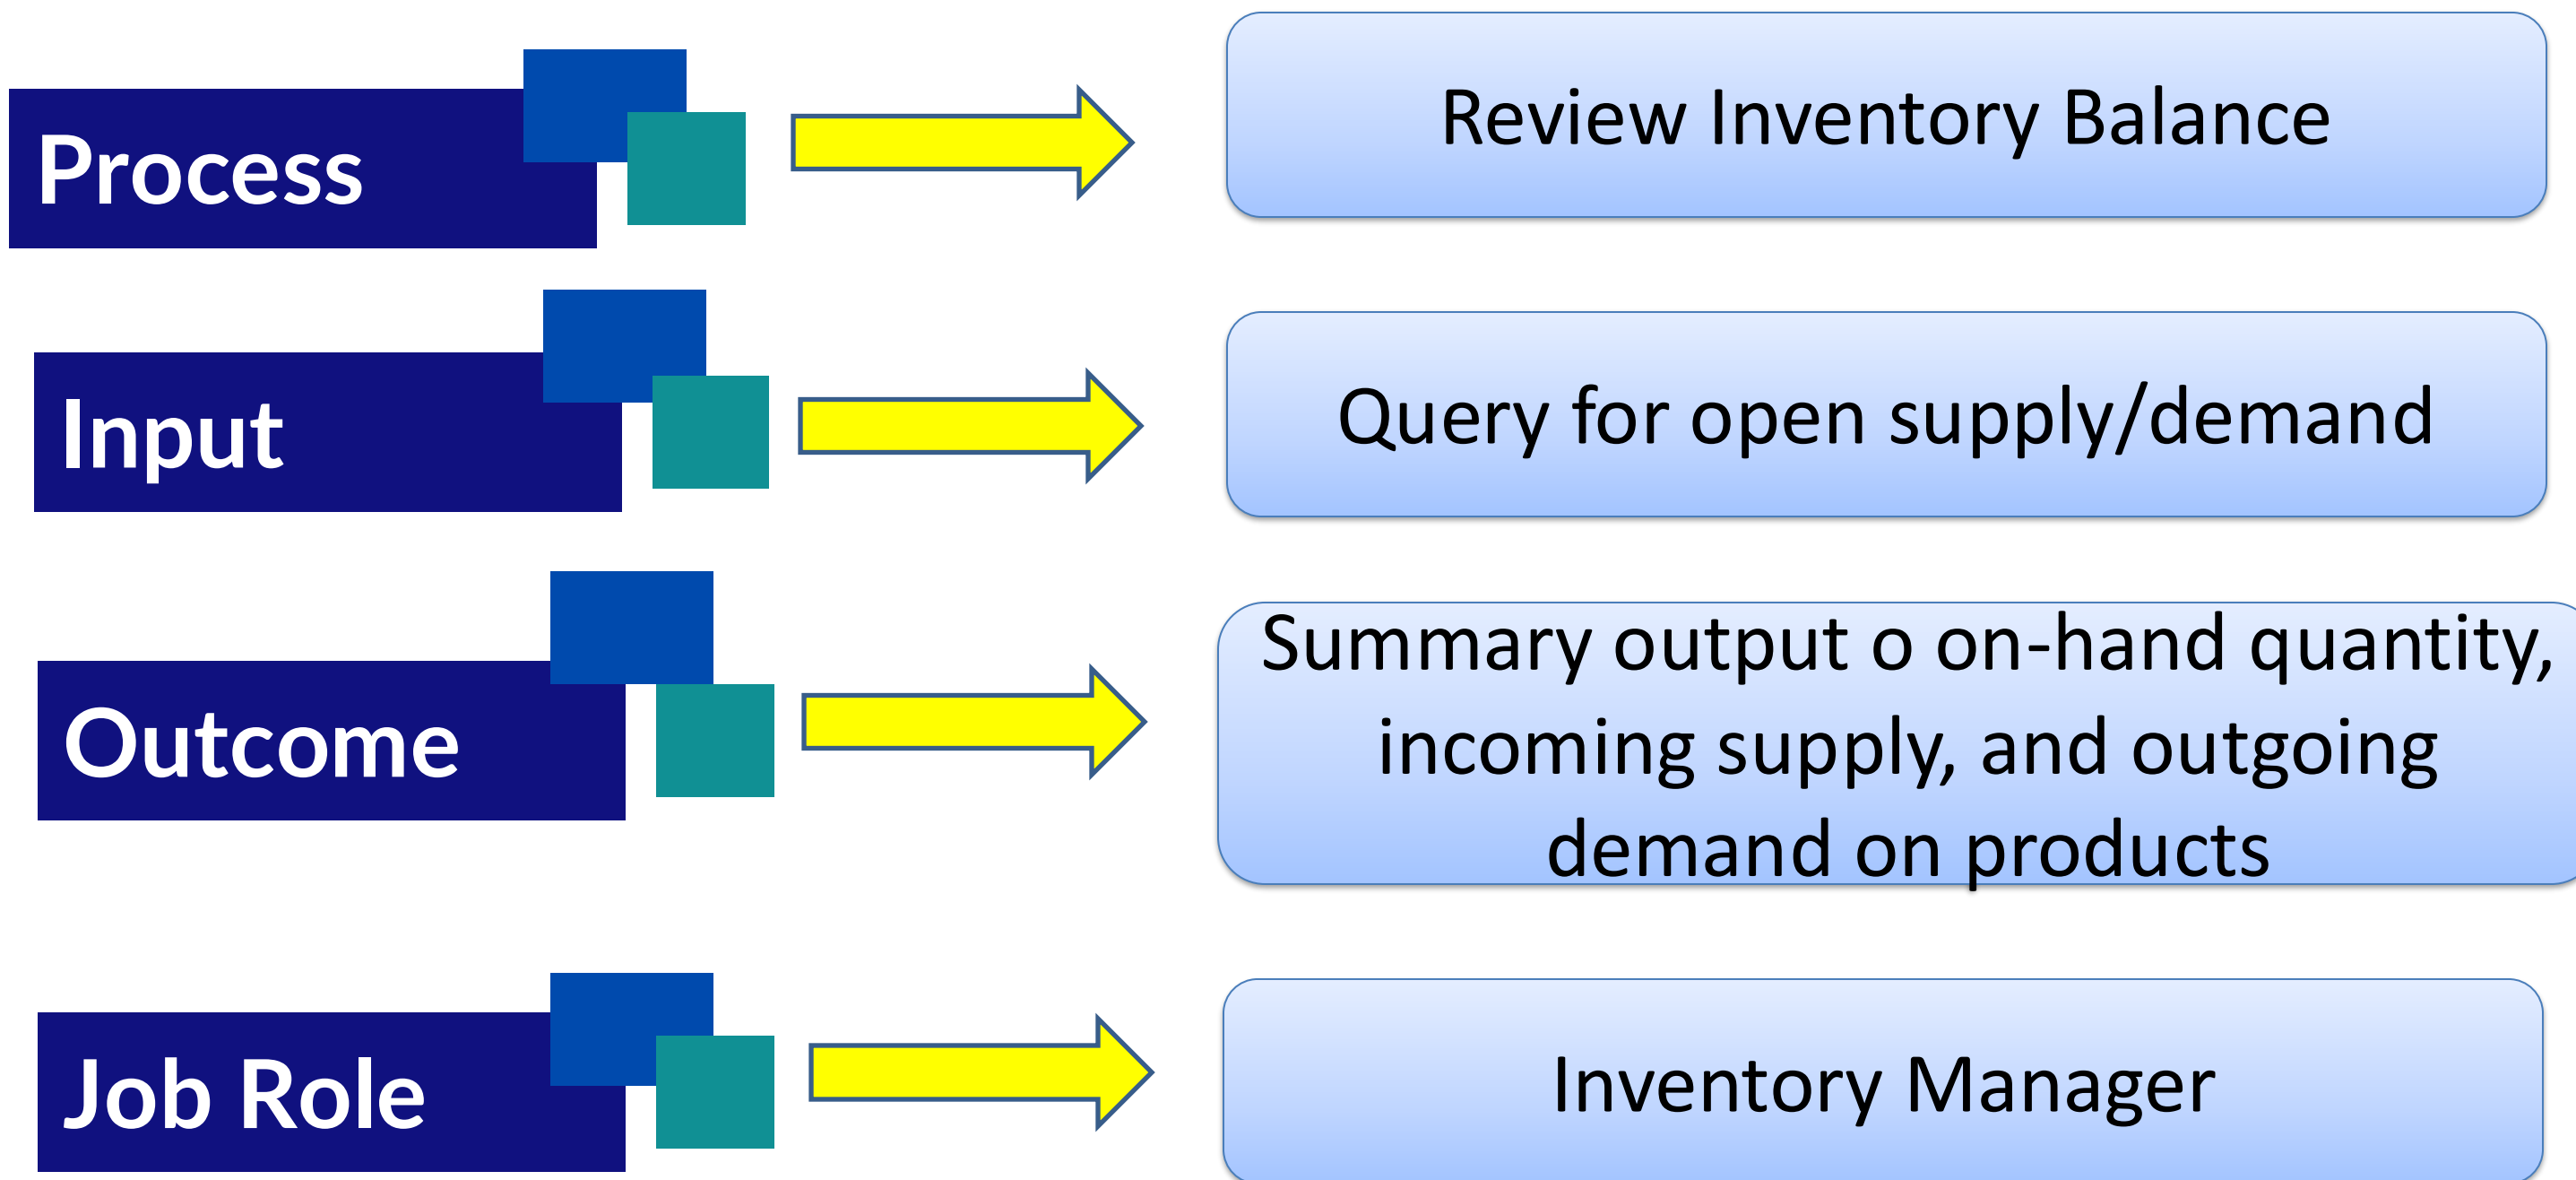 Process
Review Inventory Balance
Input
Query for open supply/demand
Outcome
Summary output o on-hand quantity,
incoming supply, and outgoing
demand on products
Job Role
Inventory Manager